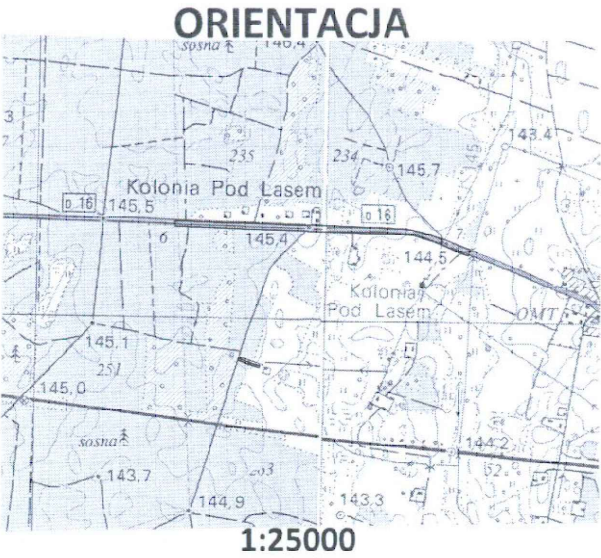 ORIENTACJA
sosna
146,4
3
235
234
145,7
145
143,4
Kolonia Pod Lasem
D 16
145,5
D 16
6
145,4
7
144,5
Kolonia
Pod Lasem
OMT
145,1
251
145,0
sosna
144,2
143,7
52
144,9
143,3
1:25000